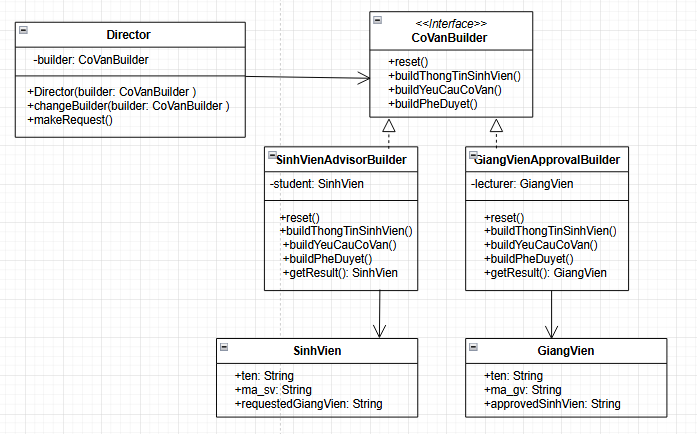 Director
-builder: CoVanBuilder
+Director(builder: CoVanBuilder )
+changeBuilder(builder: CoVanBuilder )
+makeRequest()
<<Interface>>
CoVanBuilder
+reset()
+buildThongTinSinhVien()
+buildYeuCauCoVan()
+buildPheDuyet()
SinhVienAdvisorBuilder
-student: SinhVien
+reset()
+buildThongTinSinhVien()
+buildYeuCauCoVan()
+buildPheDuyet()
+getResult(): SinhVien
GiangVienApprovalBuilder
-lecturer: GiangVien
+reset()
+buildThongTinSinhVien()
+buildYeuCauCoVan()
+buildPheDuyet()
+getResult(): GiangVien
SinhVien
+ten: String
+ma_sv: String
+requestedGiangVien: String
GiangVien
+ten: String
+ma_gv: String
+approvedSinhVien: String